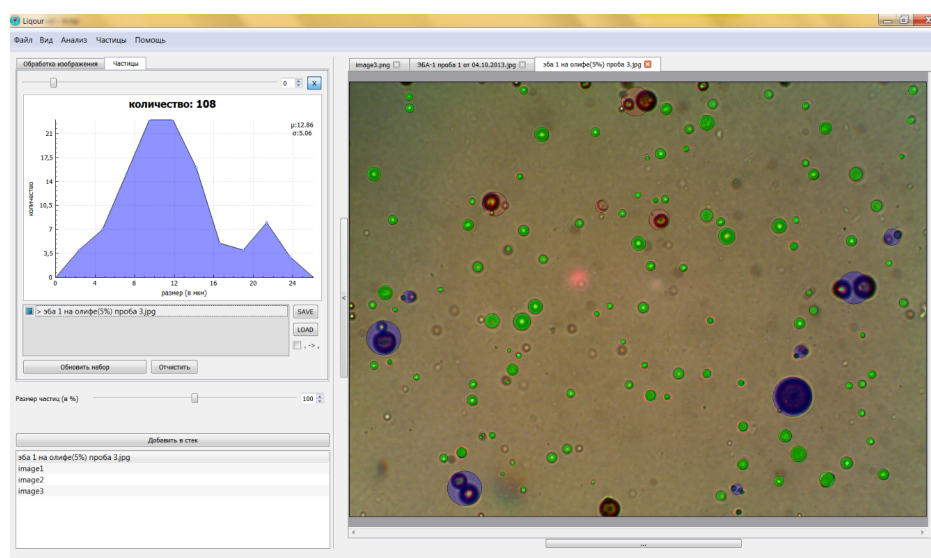 Liqour
Файл Вид Анализ Частицы Помощь
Обработка изображения Частицы
0
X
количество: 108
μ:12.86
σ:5.06
21
17,5
14
10,5
7
3,5
0
количество
0 4 8 12 16 20 24
размер (в мкн)
> эба 1 на олифе(5%) проба 3.jpg
SAVE
LOAD
. -> ,
Обновить набор Отчистить
Размер частиц (в %) 100
Добавить в стек
эба 1 на олифе(5%) проба 3.jpg
image1
image2
image3
image3.png ЭБА-1 проба 1 от 04.10.2013.jpg эба 1 на олифе(5%) проба 3.jpg
<
...